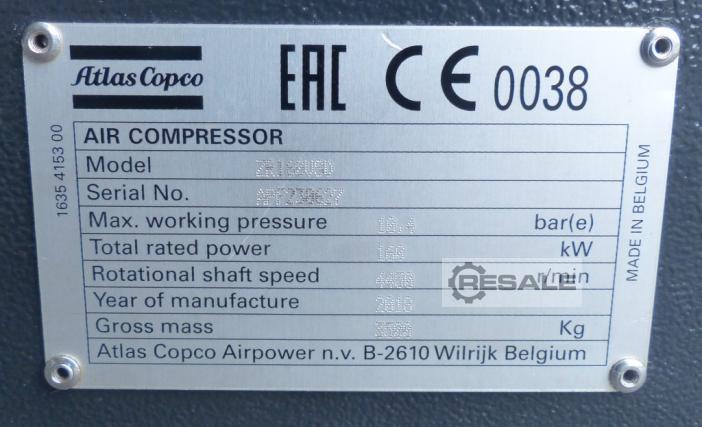 Atlas Copco
EAC CE 0038
1635 4153 00
AIR COMPRESSOR
Model
Serial No.
Max. working pressure bar(e)
Total rated power kW
Rotational shaft speed r/min
Year of manufacture
Gross mass Kg
Atlas Copco Airpower n.v. B-2610 Wilrijk Belgium
MADE IN BELGIUM
RESALE